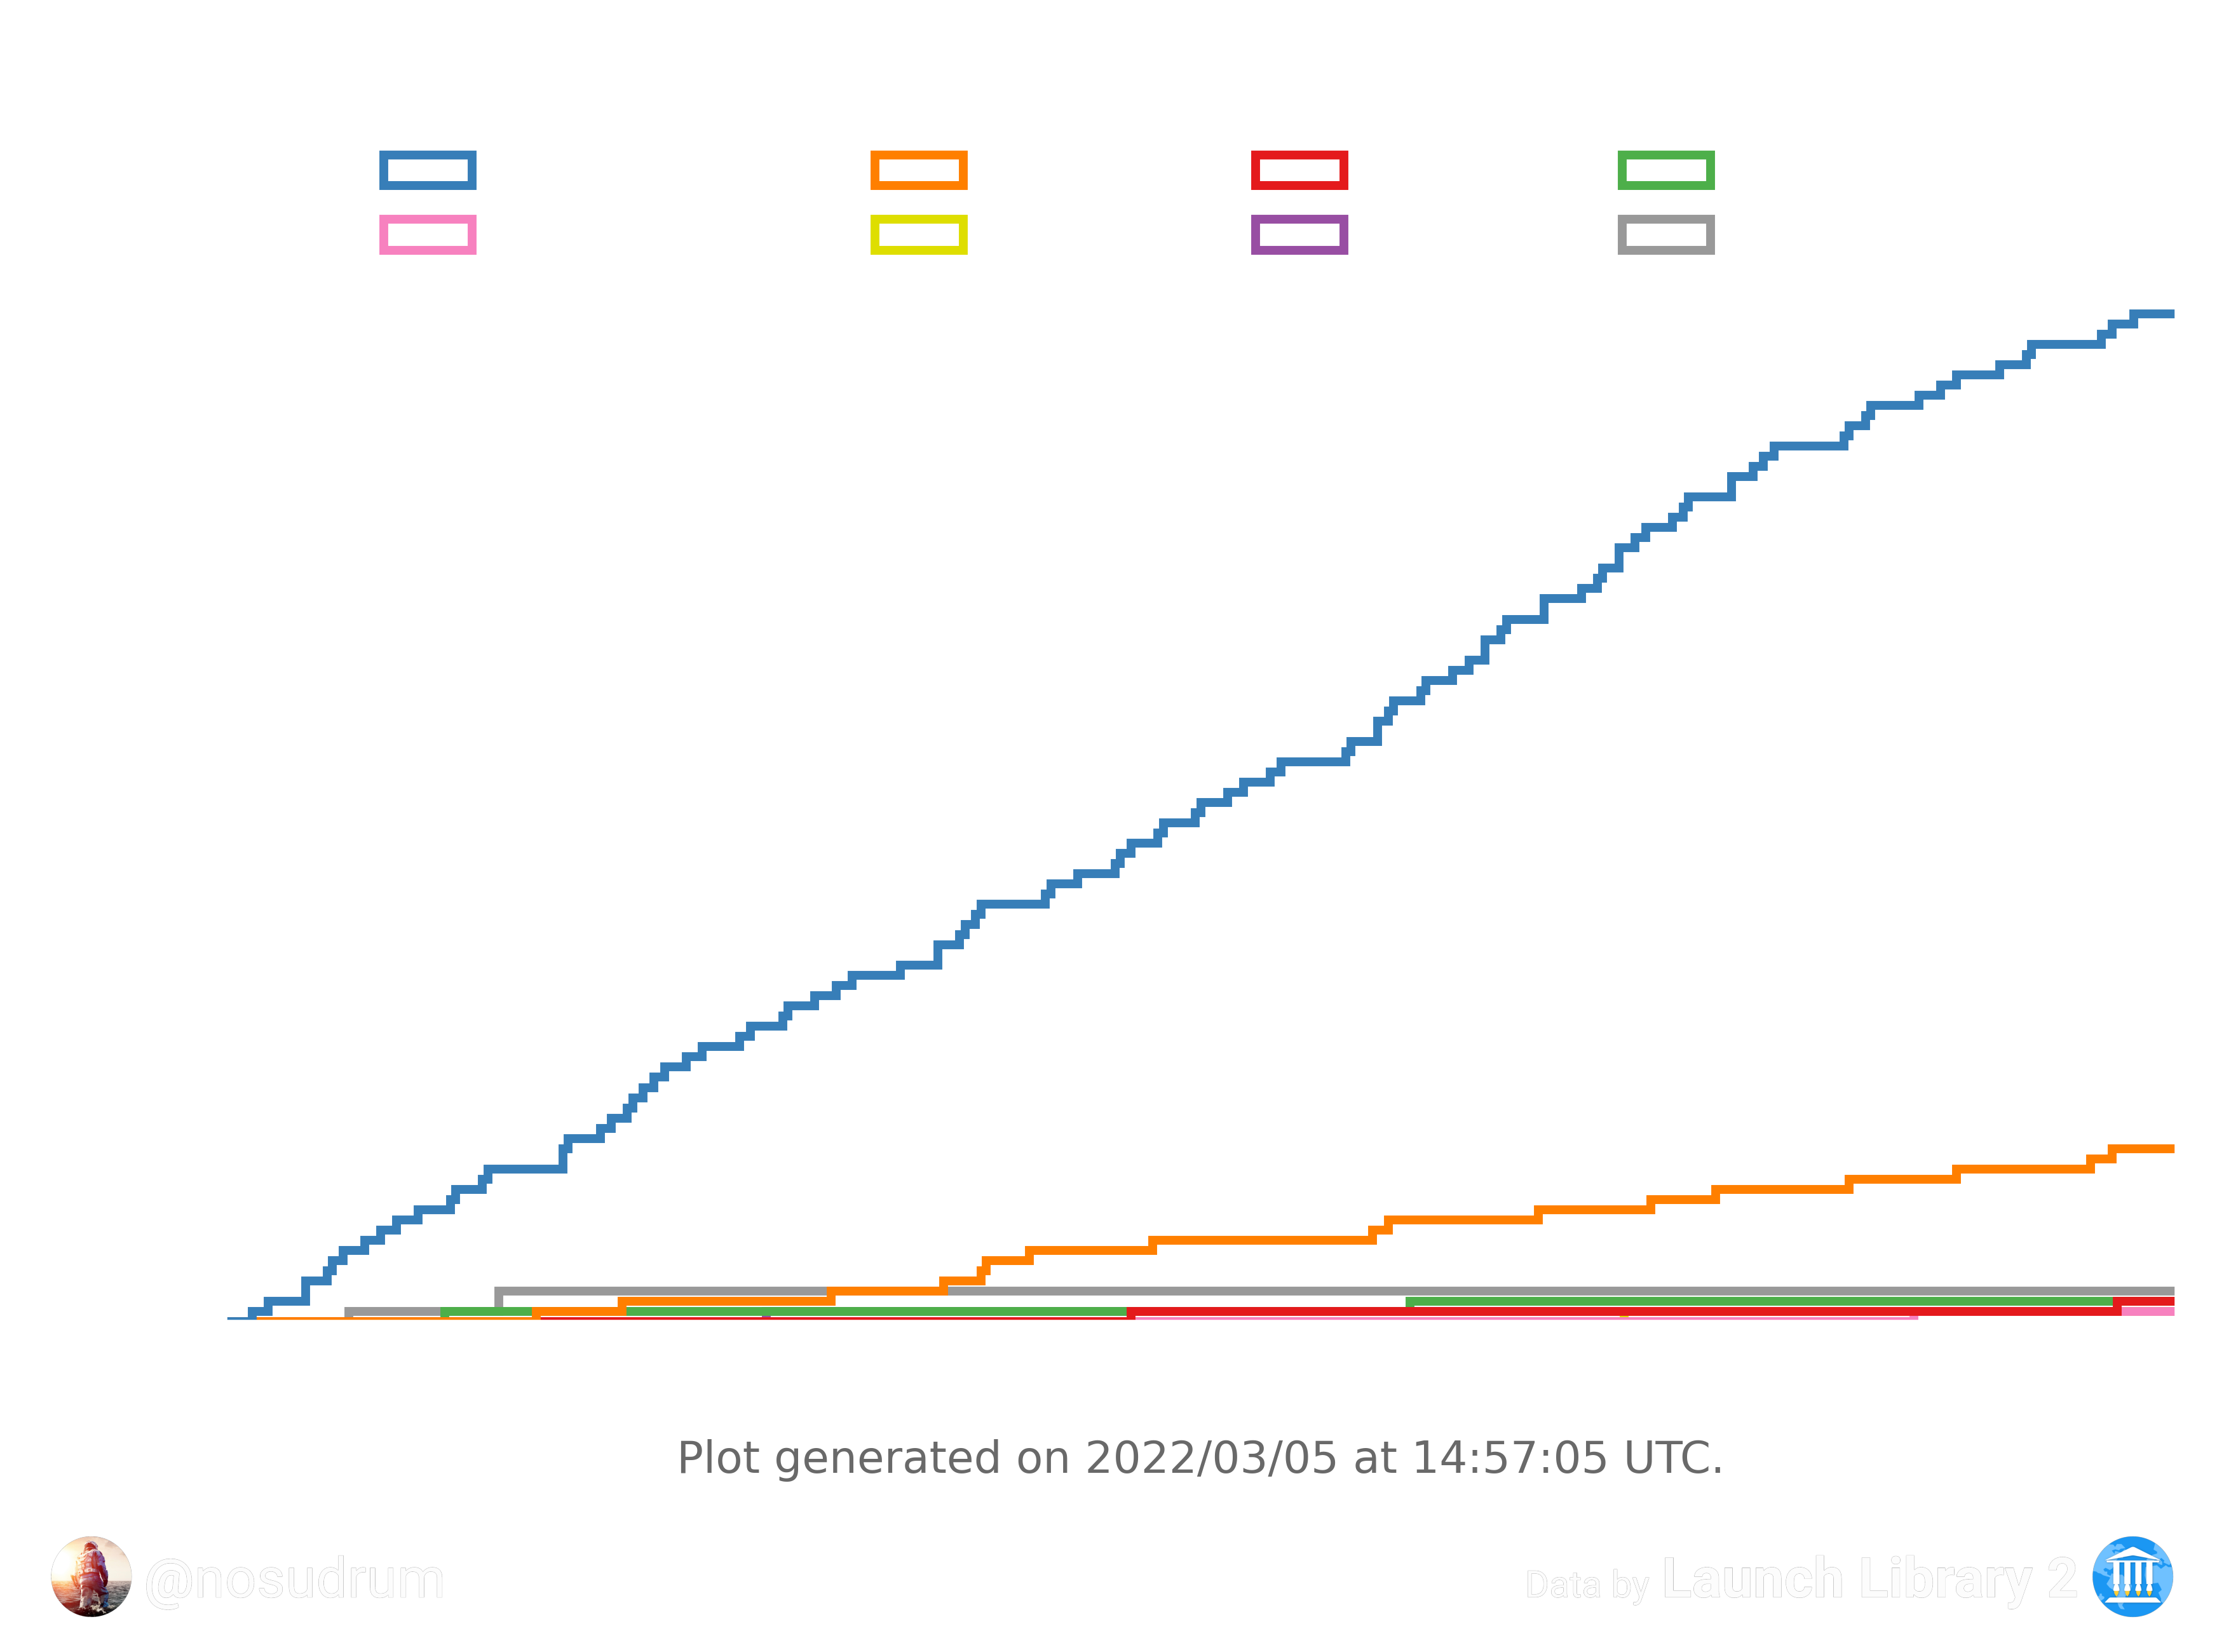 Plot generated on 2022/03/05 at 14:57:05 UTC.
@nosudrum
Data by Launch Library 2